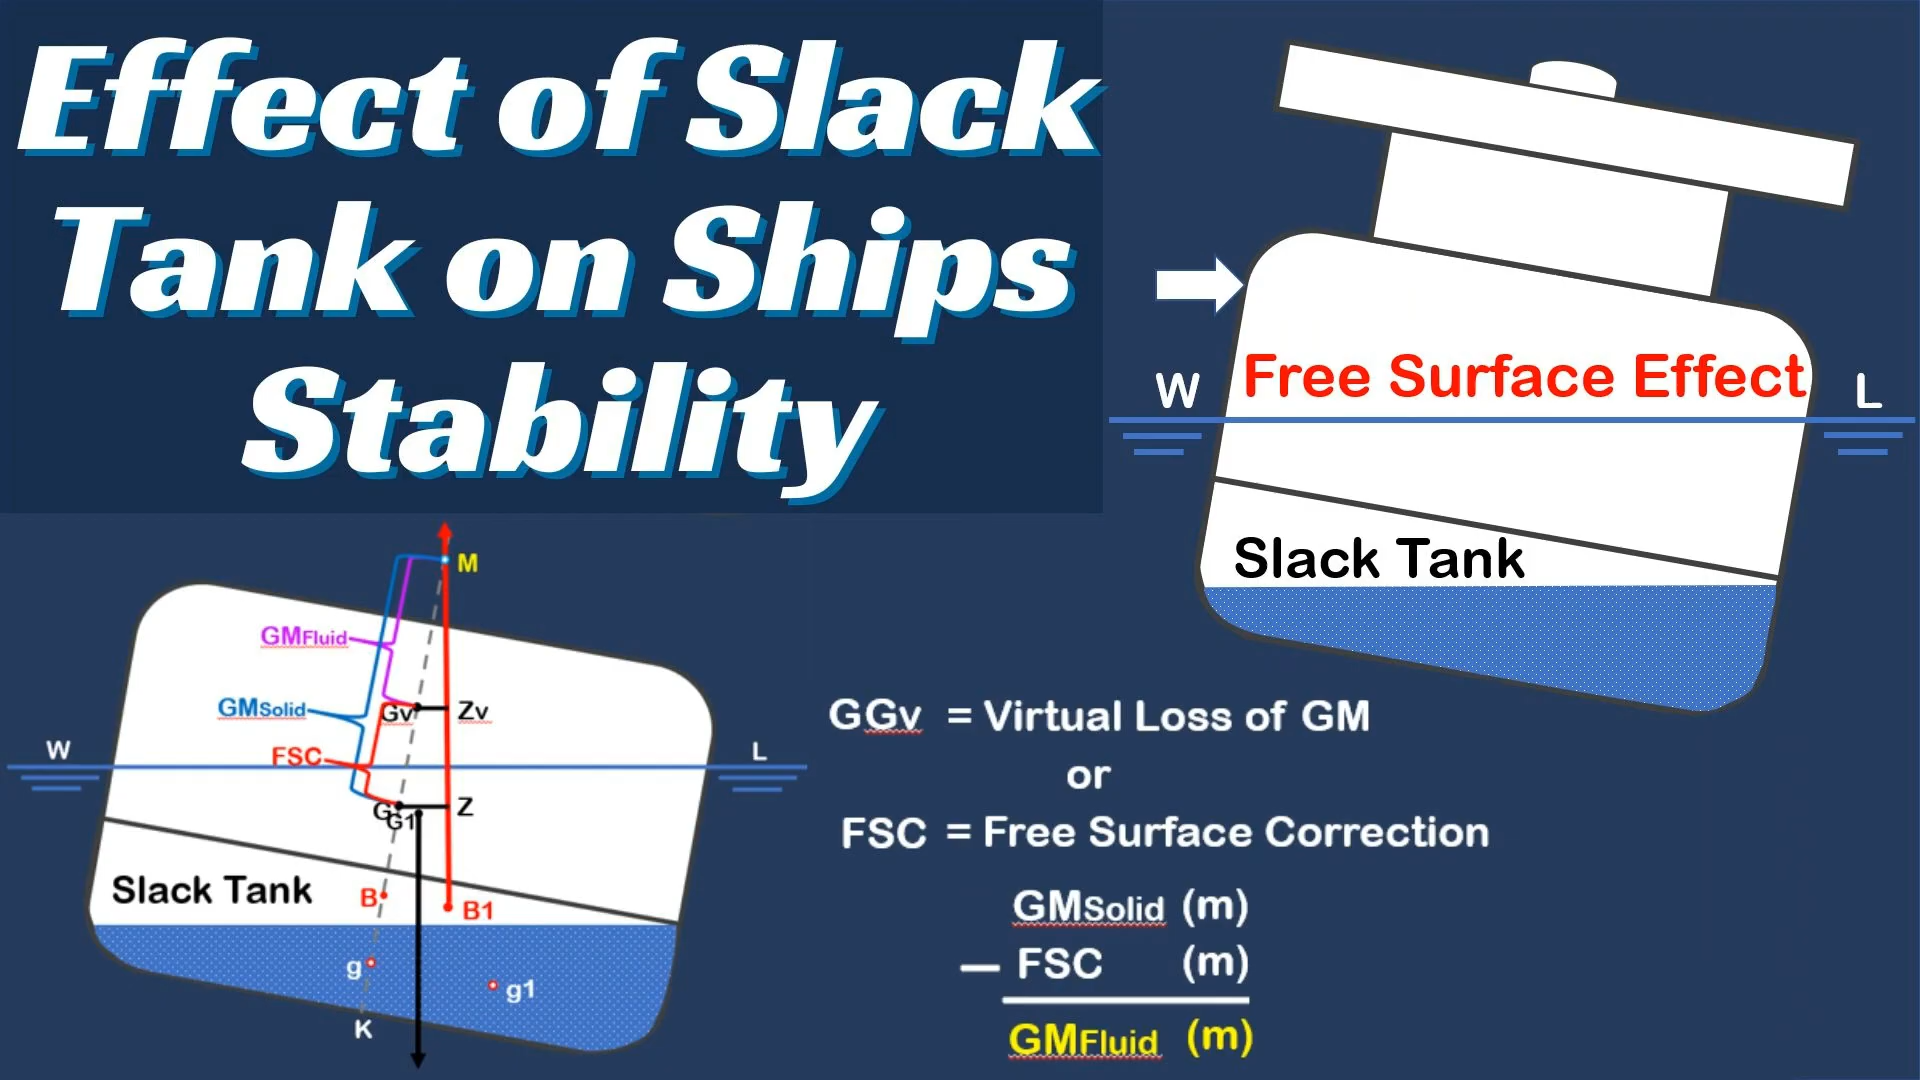 Effect of Slack
Tank on Ships
Stability
Free Surface Effect
W
L
Slack Tank
M
GMFluid
GMSolid
Gv
Zv
FSC
W
L
G
G1
Z
Slack Tank
B
B1
g
g1
K
GGv = Virtual Loss of GM
or
FSC = Free Surface Correction
GMSolid (m)
— FSC (m)
GMFluid (m)